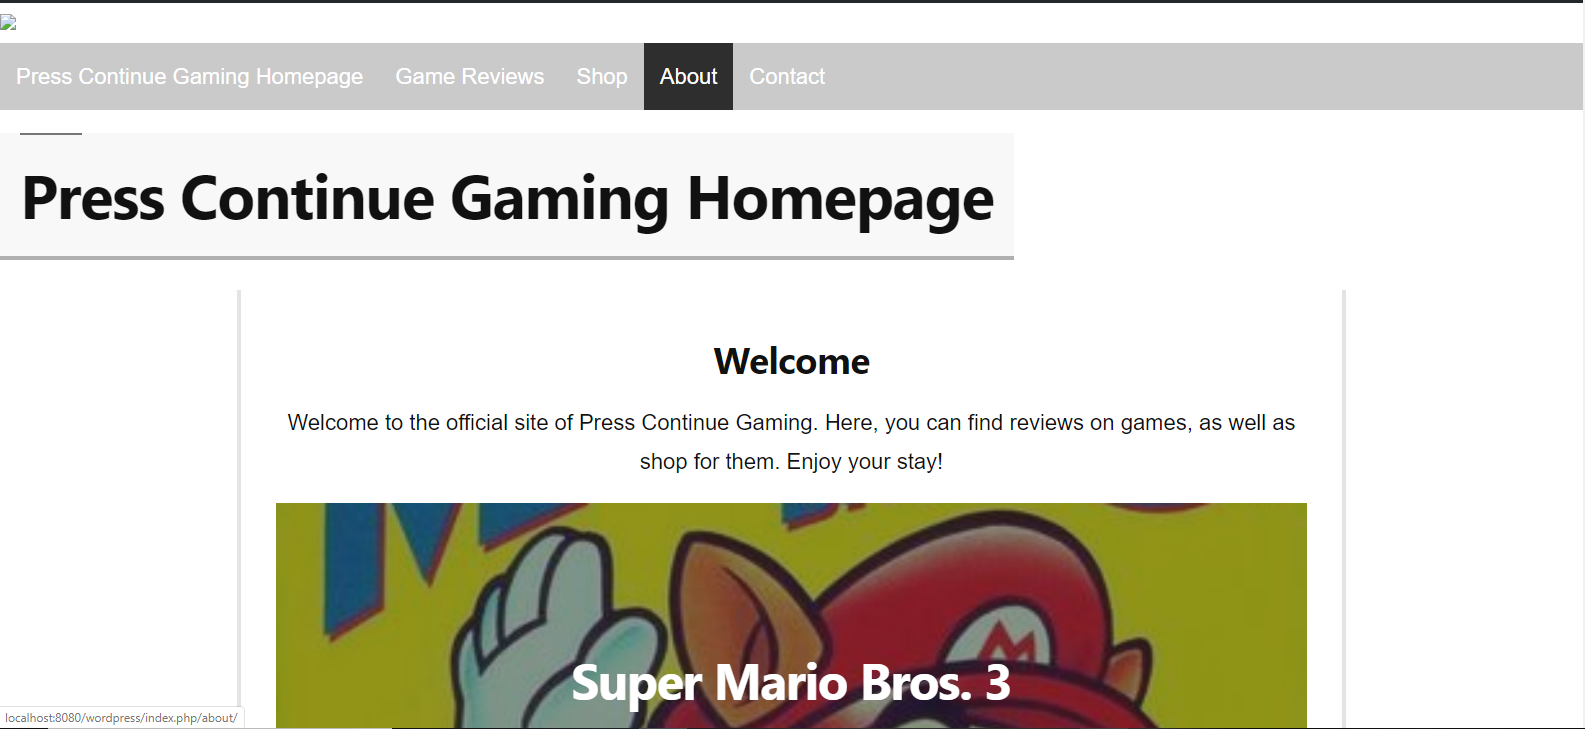 Press Continue Gaming Homepage Game Reviews Shop About Contact
Press Continue Gaming Homepage
Welcome
Welcome to the official site of Press Continue Gaming. Here, you can find reviews on games, as well as
shop for them. Enjoy your stay!
Super Mario Bros. 3
M
localhost:8080/wordpress/index.php/about/